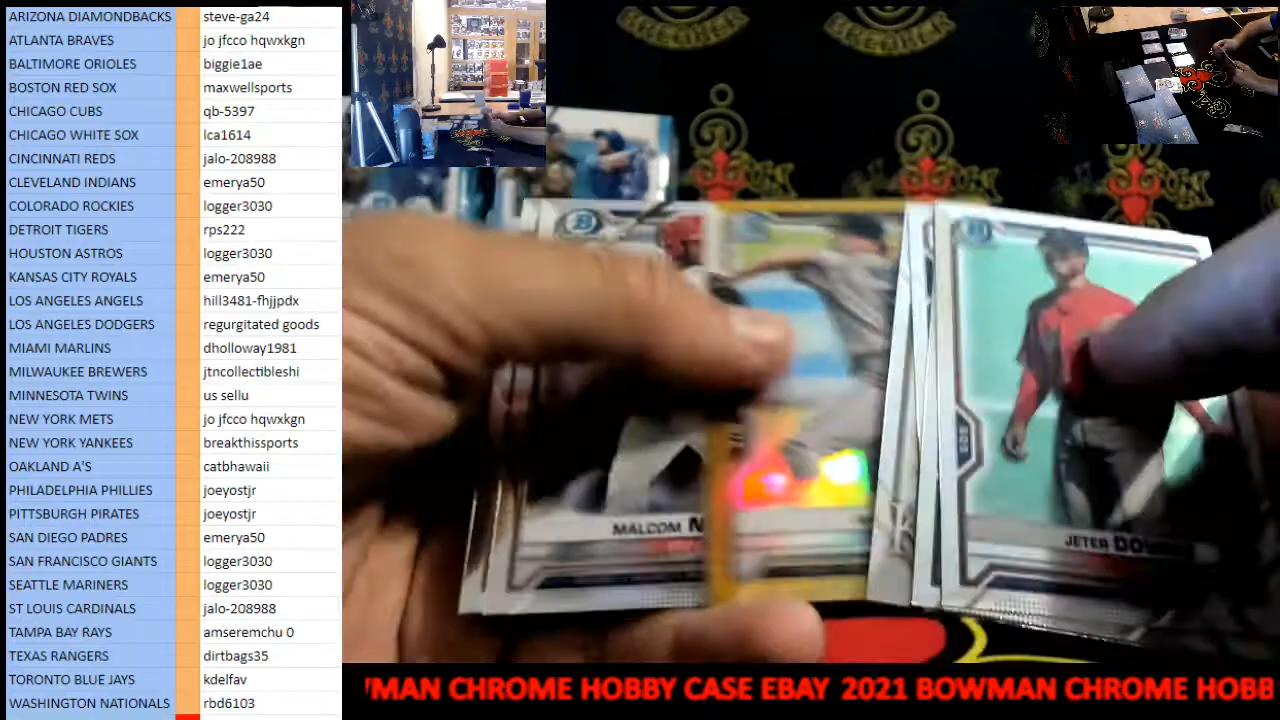 ARIZONA DIAMONDBACKS steve-ga24
ATLANTA BRAVES jo jfcco hqwxkgn
BALTIMORE ORIOLES biggie1ae
BOSTON RED SOX maxwellsports
CHICAGO CUBS qb-5397
CHICAGO WHITE SOX lca1614
CINCINNATI REDS jalo-208988
CLEVELAND INDIANS emerya50
COLORADO ROCKIES logger3030
DETROIT TIGERS rps222
HOUSTON ASTROS logger3030
KANSAS CITY ROYALS emerya50
LOS ANGELES ANGELS hill3481-fhjjpdx
LOS ANGELES DODGERS regurgitated goods
MIAMI MARLINS dholloway1981
MILWAUKEE BREWERS jtncollectibleshi
MINNESOTA TWINS us sellu
NEW YORK METS jo jfcco hqwxkgn
NEW YORK YANKEES breakthissports
OAKLAND A'S catbhawaii
PHILADELPHIA PHILLIES joeyostjr
PITTSBURGH PIRATES joeyostjr
SAN DIEGO PADRES emerya50
SAN FRANCISCO GIANTS logger3030
SEATTLE MARINERS logger3030
ST LOUIS CARDINALS jalo-208988
TAMPA BAY RAYS amseremchu 0
TEXAS RANGERS dirtbags35
TORONTO BLUE JAYS kdelfav
WASHINGTON NATIONALS rbd6103
MALCOM N
JETER DO
MAN CHROME HOBBY CASE EBAY 2021 BOWMAN CHROME HOBB